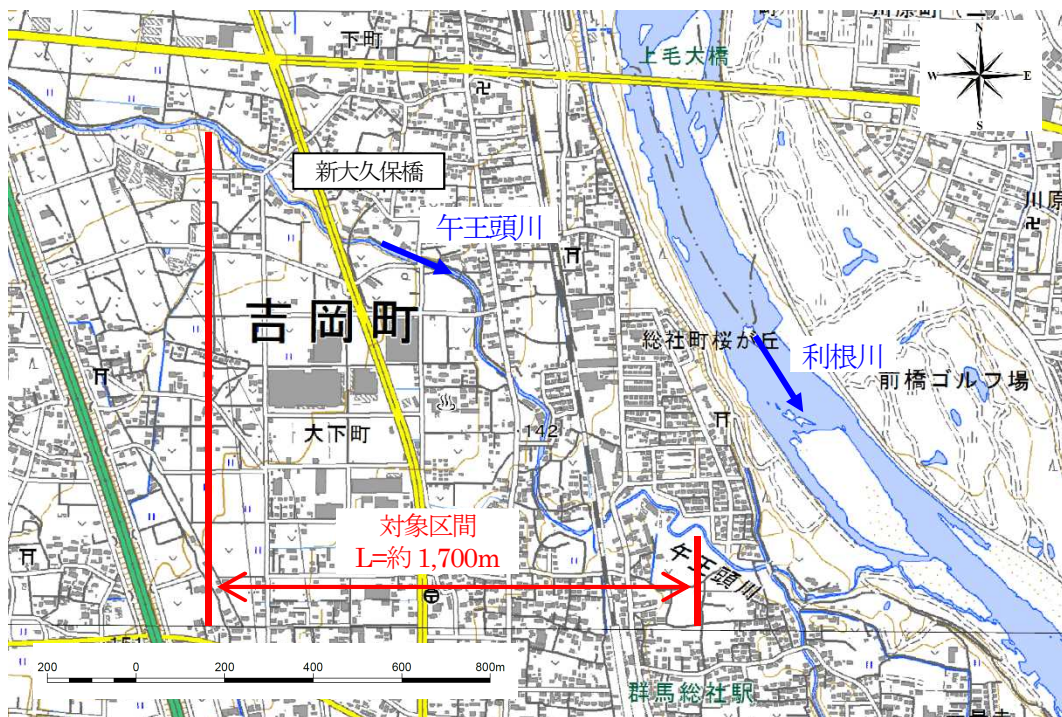 下町
上毛大橋
N
W
E
S
新大久保橋
午王頭川
川原
吉岡町
総社町桜が丘
利根川
前橋ゴルフ場
大下町
142
対象区間
L=約 1,700m
午王頭川
200 0 200 400 600 800m
群馬総社駅